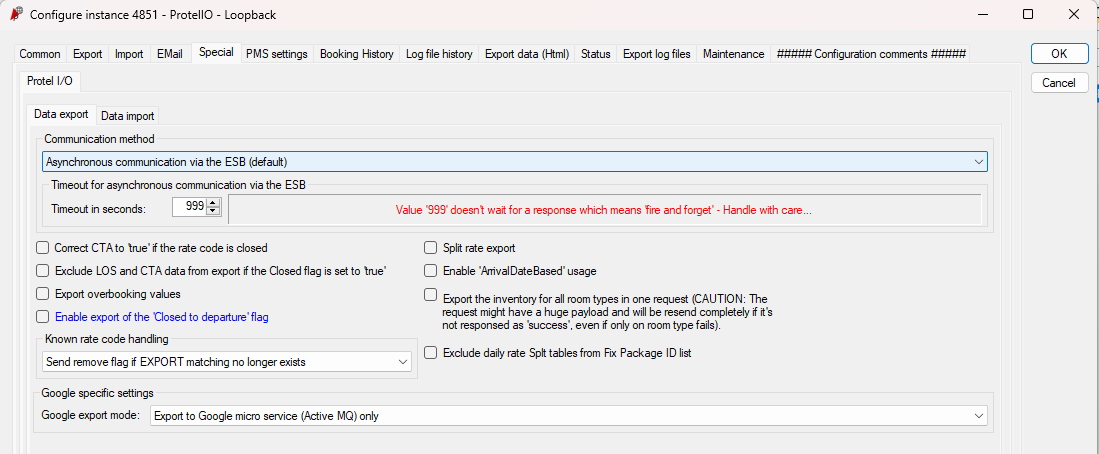 Configure instance 4851 - ProtelIO - Loopback
Common Export Import EMail Special PMS settings Booking History Log file history Export data (Html) Status Export log files Maintenance ##### Configuration comments #####
OK
Cancel
Protel I/O
Data export Data import
Communication method
Asynchronous communication via the ESB (default)
Timeout for asynchronous communication via the ESB
Timeout in seconds: 999
Value '999' doesn't wait for a response which means 'fire and forget' - Handle with care...
Correct CTA to 'true' if the rate code is closed
Exclude LOS and CTA data from export if the Closed flag is set to 'true'
Export overbooking values
Enable export of the 'Closed to departure' flag
Split rate export
Enable 'ArrivalDateBased' usage
Export the inventory for all room types in one request (CAUTION: The
request might have a huge payload and will be resend completely if it's
not responsed as 'success', even if only on room type fails).
Exclude daily rate Splt tables from Fix Package ID list
Known rate code handling
Send remove flag if EXPORT matching no longer exists
Google specific settings
Google export mode: Export to Google micro service (Active MQ) only